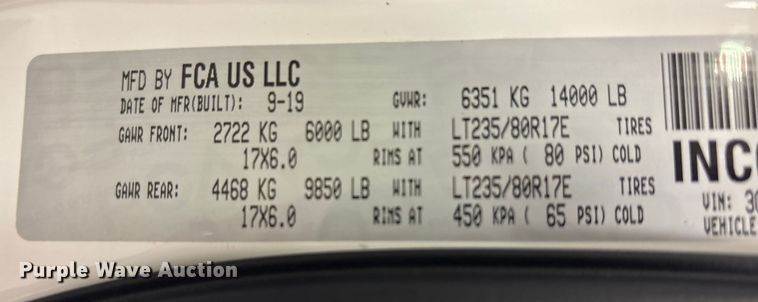 MFD BY FCA US LLC
DATE OF MFR(BUILT): 9-19 GVWR: 6351 KG 14000 LB
GAWR FRONT: 2722 KG 6000 LB WITH LT235/80R17E TIRES
17X6.0 RIMS AT 550 KPA ( 80 PSI) COLD
GAWR REAR: 4468 KG 9850 LB WITH LT235/80R17E TIRES
17X6.0 RIMS AT 450 KPA ( 65 PSI) COLD
INC
VIN: 3
VEHICLE
Purple Wave Auction